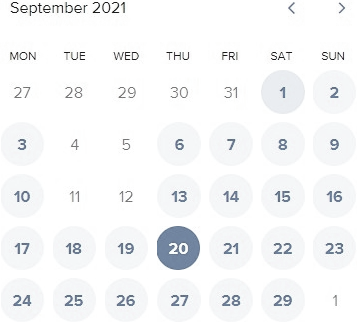 September 2021
MON TUE WED THU FRI SAT SUN
27 28 29 30 31 1 2
3 4 5 6 7 8 9
10 11 12 13 14 15 16
17 18 19 20 21 22 23
24 25 26 27 28 29 1